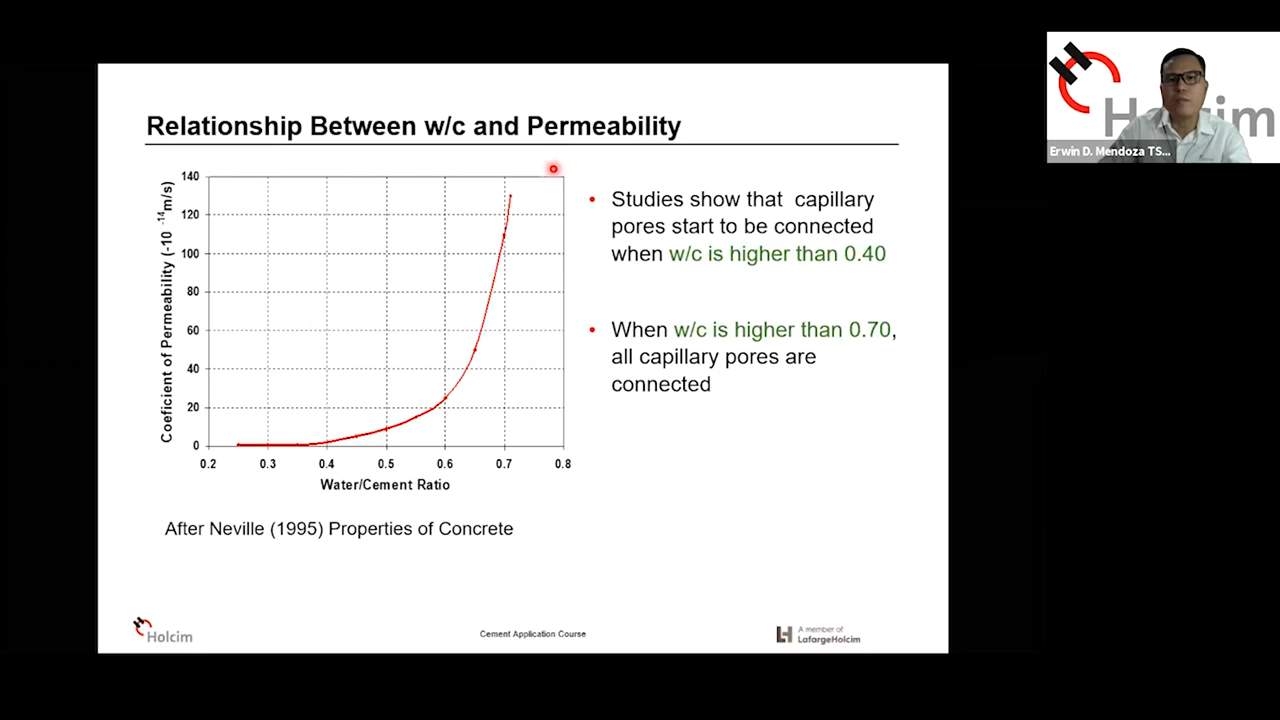 Relationship Between w/c and Permeability
Coeficient of Permeability (-10 -14 m/s)
140
120
100
80
60
40
20
0
0.2 0.3 0.4 0.5 0.6 0.7 0.8
Water/Cement Ratio
After Neville (1995) Properties of Concrete
• Studies show that capillary
pores start to be connected
when w/c is higher than 0.40
• When w/c is higher than 0.70,
all capillary pores are
connected
Holcim
Cement Application Course
A member of
LafargeHolcim
Erwin D. Mendoza TS...